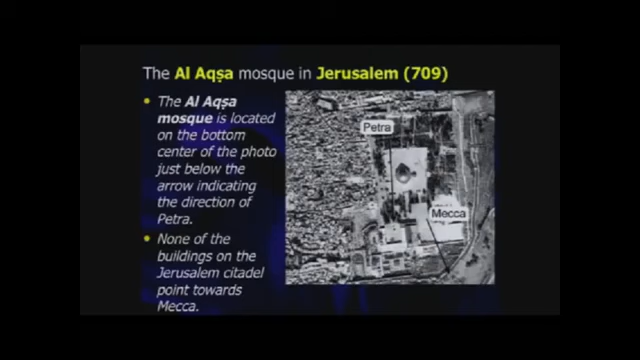 The Al Aqṣa mosque in Jerusalem (709)
• The Al Aqṣa
mosque is located
on the bottom
center of the photo
just below the
arrow indicating
the direction of
Petra.
• None of the
buildings on the
Jerusalem citadel
point towards
Mecca.
Petra
Mecca